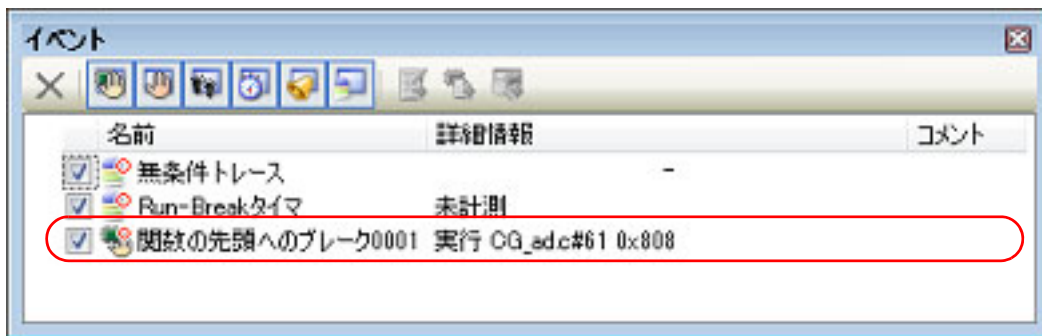 イベント
名前 詳細情報 コメント
無条件トレース -
Run-Breakタイマ 未計測
関数の先頭へのブレーク0001 実行 CG_ad.c#61 0x808